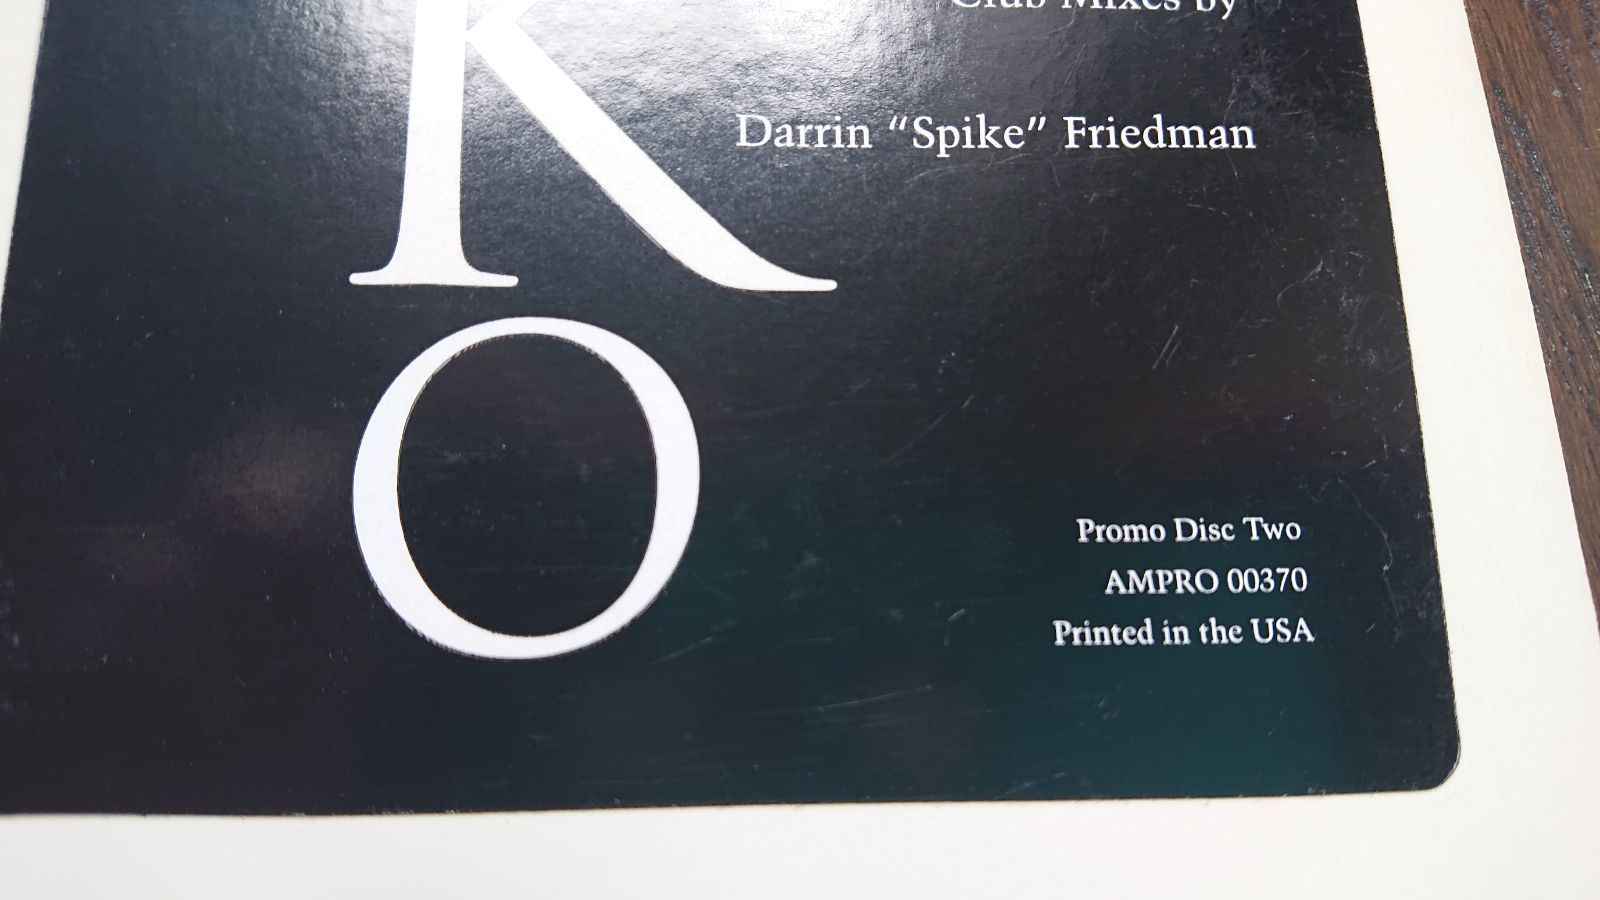 Club Mixes by
Darrin “Spike” Friedman
K
O
Promo Disc Two
AMPRO 00370
Printed in the USA